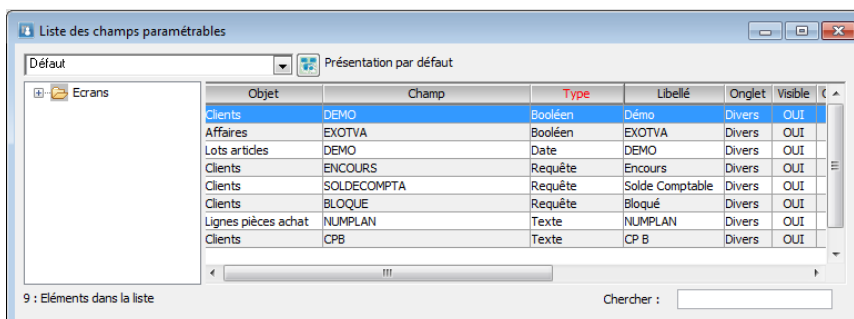 Liste des champs paramétrables
Défaut Présentation par défaut
Ecrans
Objet Champ Type Libellé Onglet Visible
Clients DEMO Booléen Démo Divers OUI
Affaires EXOTVA Booléen EXOTVA Divers OUI
Lots articles DEMO Date DEMO Divers OUI
Clients ENCOURS Requête Encours Divers OUI
Clients SOLDECOMPTA Requête Solde Comptable Divers OUI
Clients BLOQUE Requête Bloqué Divers OUI
Lignes pièces achat NUMPLAN Texte NUMPLAN Divers OUI
Clients CPB Texte CP B Divers OUI
9 : Eléments dans la liste Chercher :